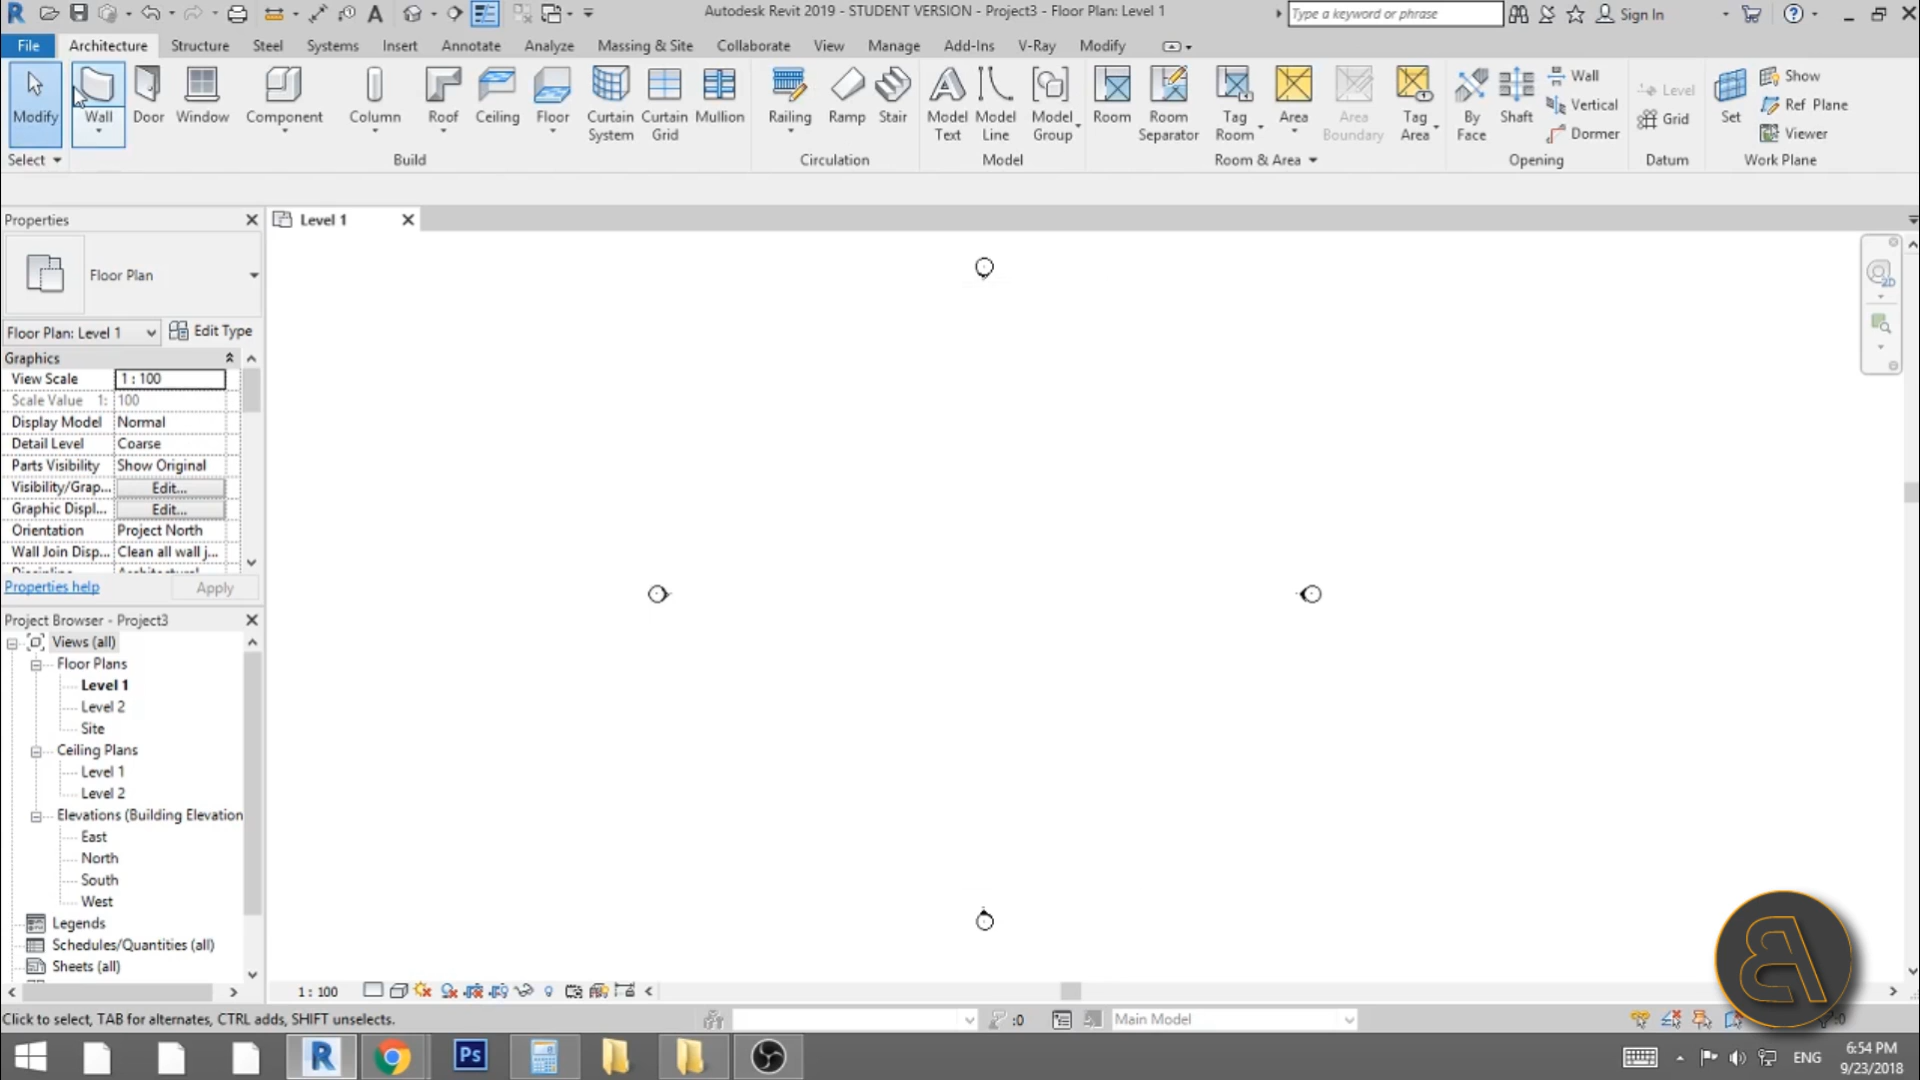 Autodesk Revit 2019 - STUDENT VERSION - Project3 - Floor Plan: Level 1
Type a keyword or phrase
Sign In
File Architecture Structure Steel Systems Insert Annotate Analyze Massing & Site Collaborate View Manage Add-Ins V-Ray Modify
Modify Wall Door Window Component Column Roof Ceiling Floor Curtain System Curtain Grid Mullion Railing Ramp Stair Model Text Model Line Model Group Room Room Separator Tag Room Area Area Boundary Tag Area By Face Shaft Wall Vertical Dormer Level Grid Set Show Ref Plane Viewer
Select Build Circulation Model Room & Area Opening Datum Work Plane
Properties
Level 1
Floor Plan
Floor Plan: Level 1 Edit Type
Graphics
View Scale 1 : 100
Scale Value 1: 100
Display Model Normal
Detail Level Coarse
Parts Visibility Show Original
Visibility/Grap... Edit...
Graphic Displ... Edit...
Orientation Project North
Wall Join Disp... Clean all wall j...
Properties help Apply
Project Browser - Project3
Views (all)
Floor Plans
Level 1
Level 2
Site
Ceiling Plans
Level 1
Level 2
Elevations (Building Elevation
East
North
South
West
Legends
Schedules/Quantities (all)
Sheets (all)
1 : 100
Click to select, TAB for alternates, CTRL adds, SHIFT unselects.
:0
Main Model
:0
ENG
6:54 PM
9/23/2018